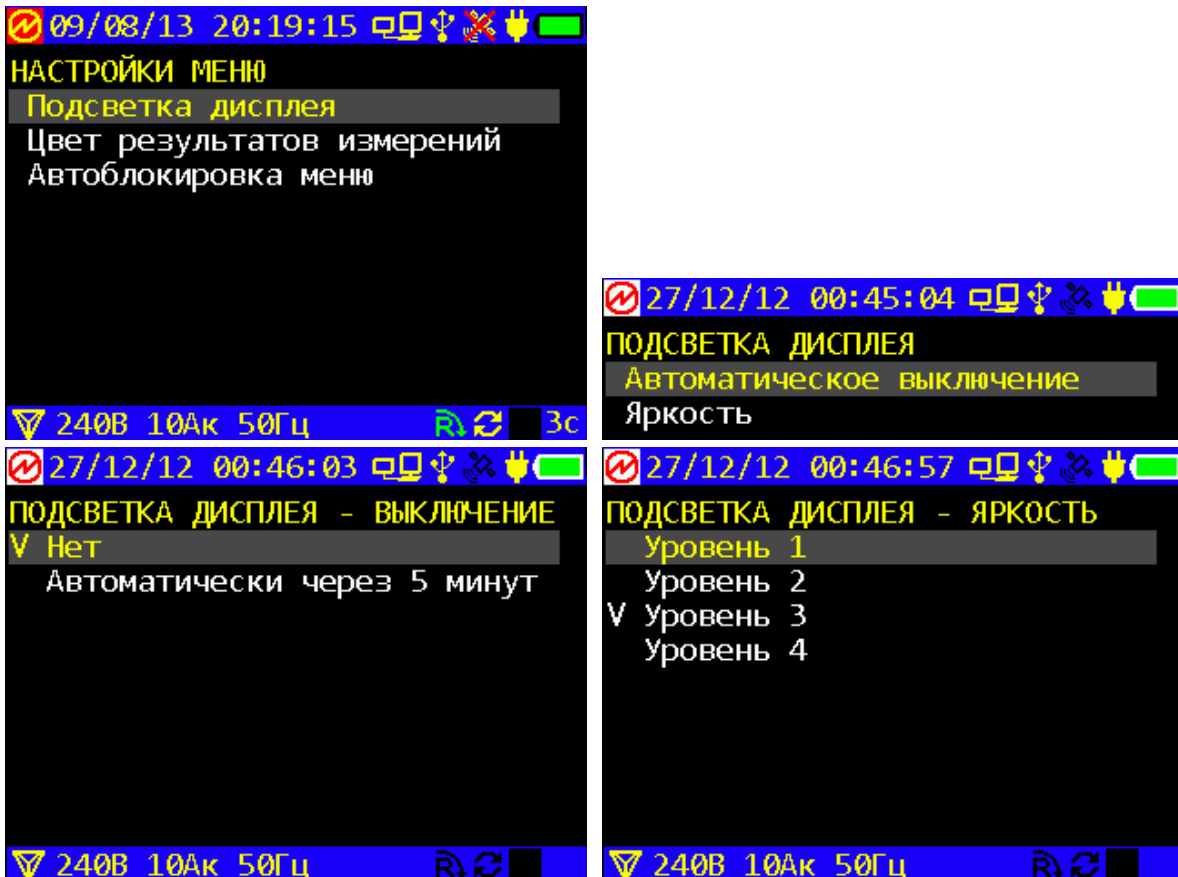 09/08/13 20:19:15
НАСТРОЙКИ МЕНЮ
Подсветка дисплея
Цвет результатов измерений
Автоблокировка меню
240В 10Ак 50Гц R 3с
27/12/12 00:45:04
ПОДСВЕТКА ДИСПЛЕЯ
Автоматическое выключение
Яркость
27/12/12 00:46:03
ПОДСВЕТКА ДИСПЛЕЯ - ВЫКЛЮЧЕНИЕ
V Нет
Автоматически через 5 минут
240В 10Ак 50Гц R
27/12/12 00:46:57
ПОДСВЕТКА ДИСПЛЕЯ - ЯРКОСТЬ
Уровень 1
Уровень 2
V Уровень 3
Уровень 4
240В 10Ак 50Гц R